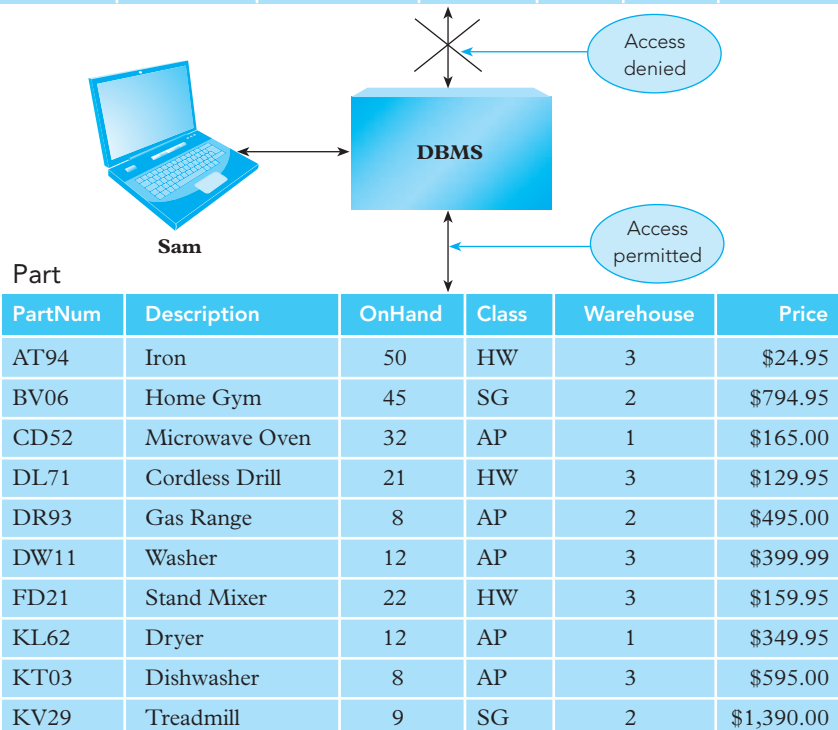 Access
denied
DBMS
Sam
Access
permitted
Part
PartNum Description OnHand Class Warehouse Price
AT94 Iron 50 HW 3 $24.95
BV06 Home Gym 45 SG 2 $794.95
CD52 Microwave Oven 32 AP 1 $165.00
DL71 Cordless Drill 21 HW 3 $129.95
DR93 Gas Range 8 AP 2 $495.00
DW11 Washer 12 AP 3 $399.99
FD21 Stand Mixer 22 HW 3 $159.95
KL62 Dryer 12 AP 1 $349.95
KT03 Dishwasher 8 AP 3 $595.00
KV29 Treadmill 9 SG 2 $1,390.00